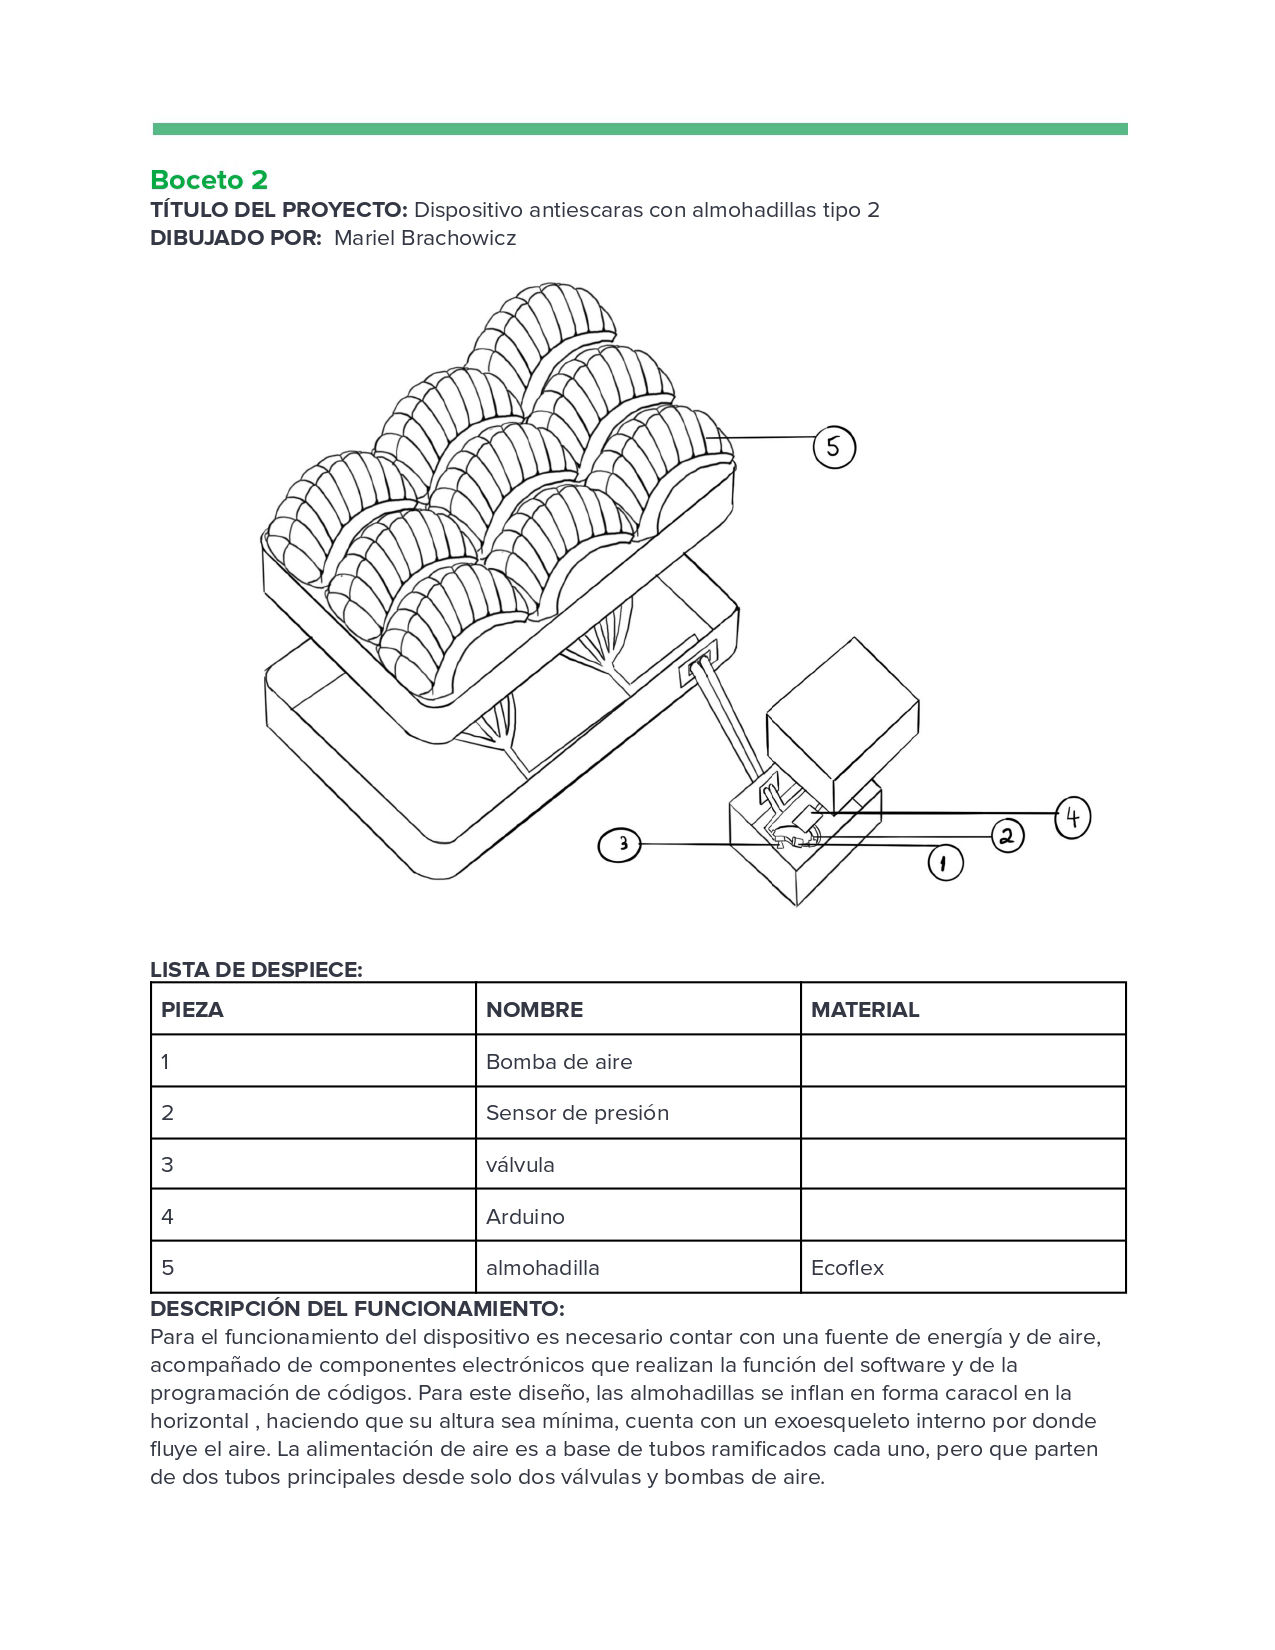 Boceto 2
TÍTULO DEL PROYECTO: Dispositivo antiescaras con almohadillas tipo 2
DIBUJADO POR: Mariel Brachowicz
5
4
3
2
1
LISTA DE DESPIECE:
PIEZA NOMBRE MATERIAL
1 Bomba de aire
2 Sensor de presión
3 válvula
4 Arduino
5 almohadilla Ecoflex
DESCRIPCIÓN DEL FUNCIONAMIENTO:
Para el funcionamiento del dispositivo es necesario contar con una fuente de energía y de aire,
acompañado de componentes electrónicos que realizan la función del software y de la
programación de códigos. Para este diseño, las almohadillas se inflan en forma caracol en la
horizontal , haciendo que su altura sea mínima, cuenta con un exoesqueleto interno por donde
fluye el aire. La alimentación de aire es a base de tubos ramificados cada uno, pero que parten
de dos tubos principales desde solo dos válvulas y bombas de aire.